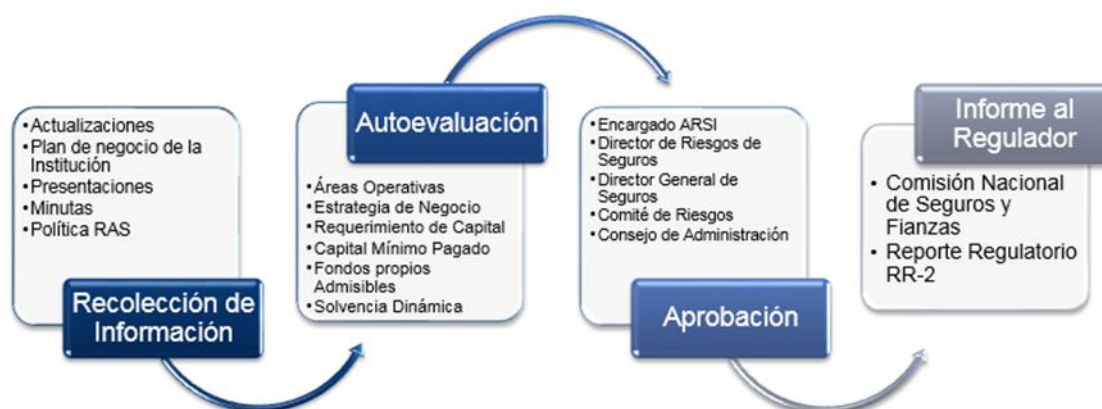 •Actualizaciones
•Plan de negocio de la
Institución
•Presentaciones
•Minutas
•Política RAS
Recolección de
Información
Autoevaluación
•Áreas Operativas
•Estrategia de Negocio
•Requerimiento de Capital
•Capital Mínimo Pagado
•Fondos propios
Admisibles
•Solvencia Dinámica
•Encargado ARSI
•Director de Riesgos de
Seguros
•Director General de
Seguros
•Comité de Riesgos
•Consejo de Administración
Aprobación
Informe al
Regulador
• Comisión Nacional
de Seguros y
Fianzas
• Reporte Regulatorio
RR-2